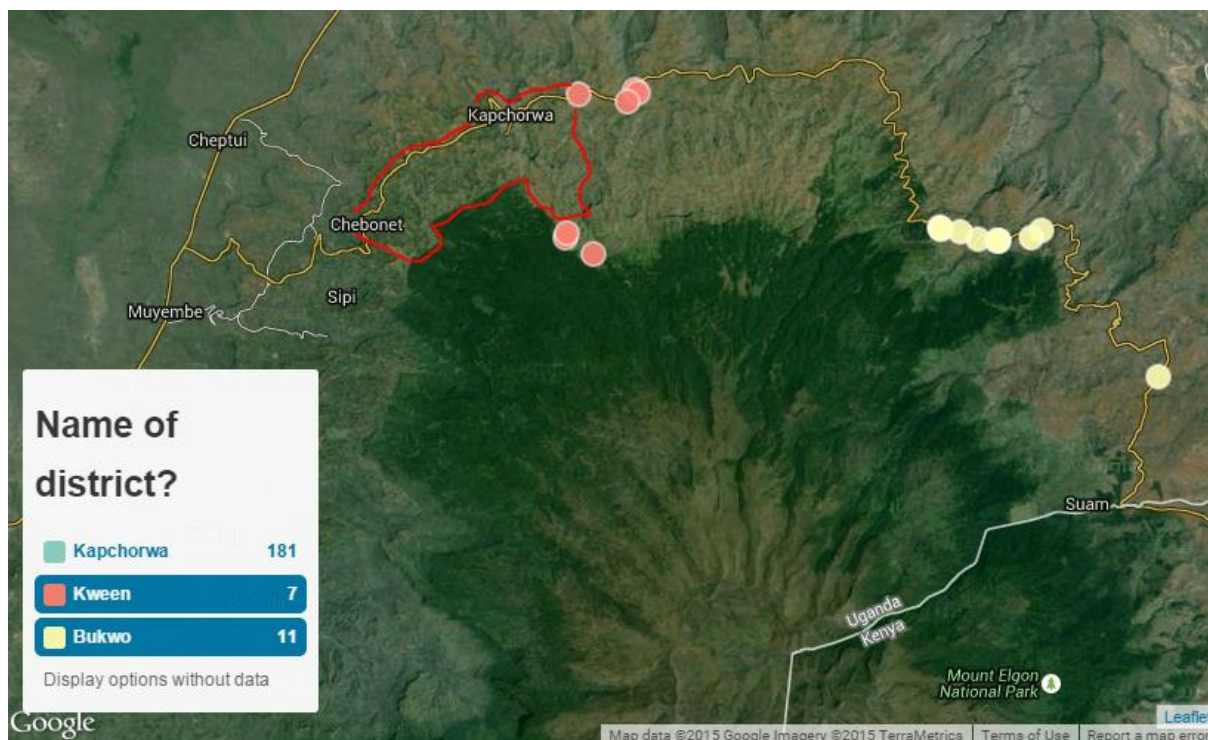 Kapchorwa
Cheptui
Chebonet
Sipi
Muyembe
Name of
district?
Kapchorwa 181
Kween 7
Bukwo 11
Display options without data
Suam
Uganda
Kenya
Mount Elgon
National Park
Google
Leafle
Map data ©2015 Google Imagery ©2015 TerraMetrics Terms of Use Report a map error